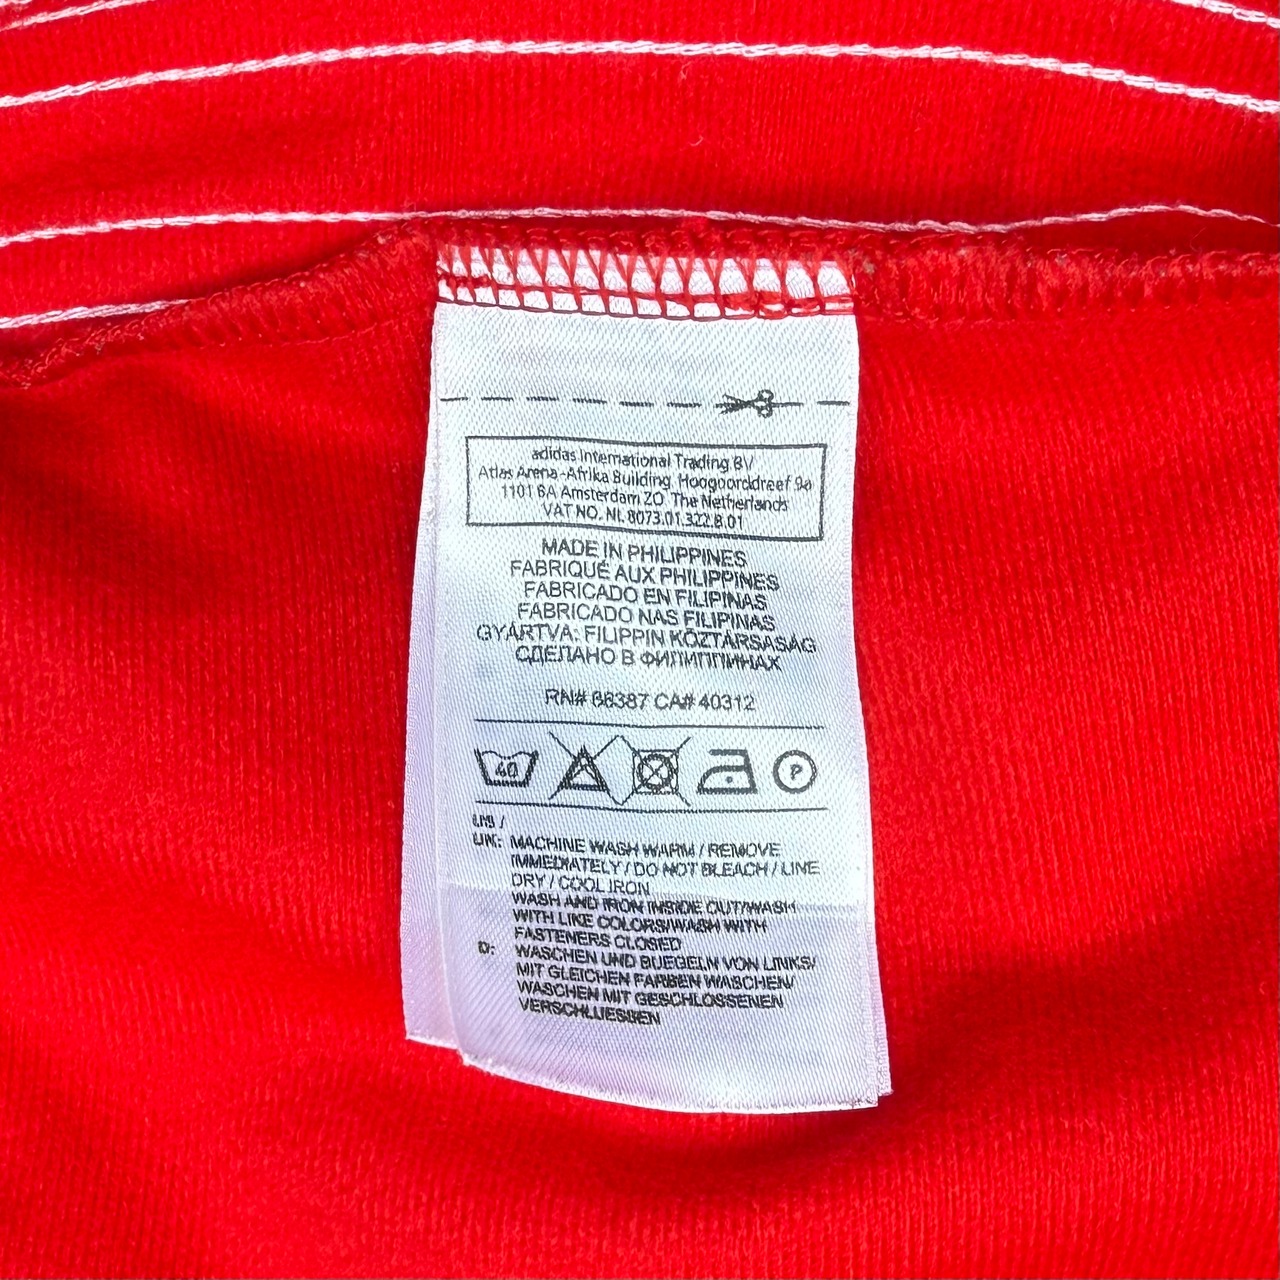 adidas International Trading BV
Atlas Arena -Afrika Building, Hoogoorddreef 9a
1101 BA Amsterdam ZO The Netherlands
VAT NO. NL 8073.01.322.B.01
MADE IN PHILIPPINES
FABRIQUÉ AUX PHILIPPINES
FABRICADO EN FILIPINAS
FABRICADO NAS FILIPINAS
GYÁRTVA: FILIPPIN KÖZTÁRSASÁG
СДЕЛАНО В ФИЛИППИНАХ
RN# 88387 CA# 40312
40 P
US /
UK: MACHINE WASH WARM / REMOVE
IMMEDIATELY / DO NOT BLEACH / LINE
DRY / COOL IRON
WASH AND IRON INSIDE OUT/WASH
WITH LIKE COLORS/WASH WITH
FASTENERS CLOSED
D: WASCHEN UND BUEGELN VON LINKS/
MIT GLEICHEN FARBEN WASCHEN/
WASCHEN MIT GESCHLOSSENEN
VERSCHLUESSEN